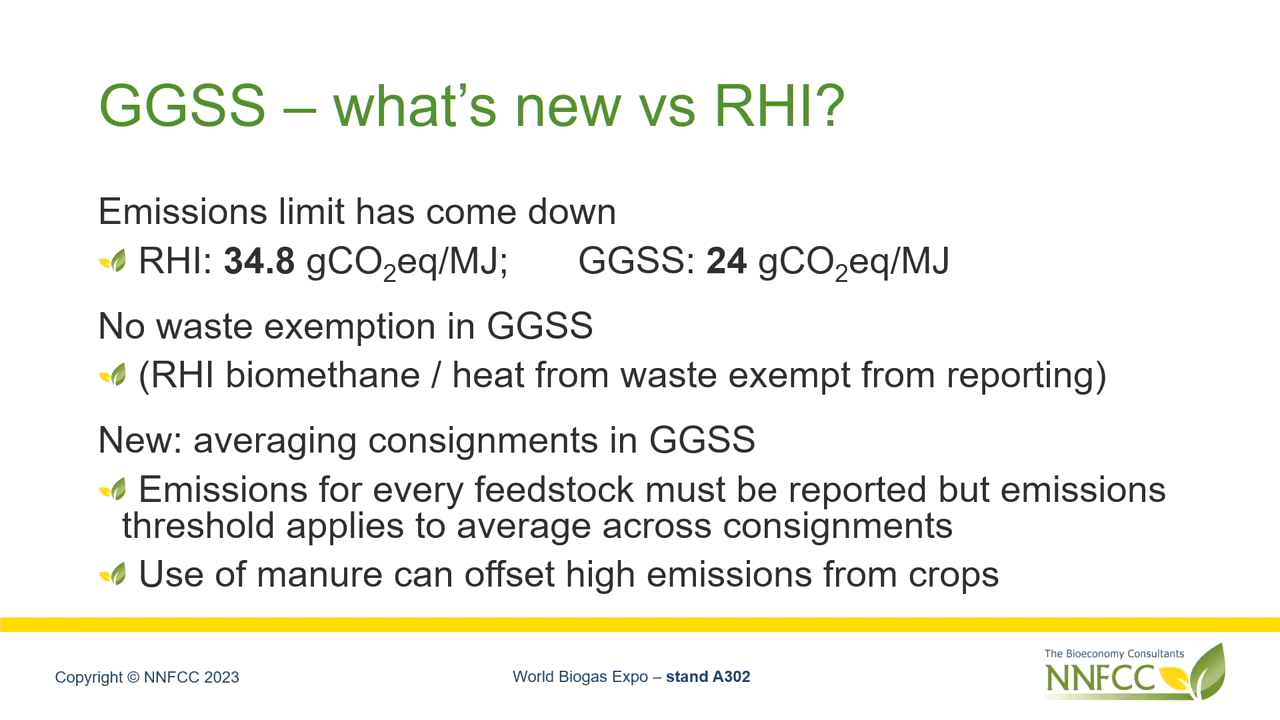 GGSS – what’s new vs RHI?
Emissions limit has come down
RHI: 34.8 gCO₂eq/MJ; GGSS: 24 gCO₂eq/MJ
No waste exemption in GGSS
(RHI biomethane / heat from waste exempt from reporting)
New: averaging consignments in GGSS
Emissions for every feedstock must be reported but emissions
threshold applies to average across consignments
Use of manure can offset high emissions from crops
Copyright © NNFCC 2023
World Biogas Expo – stand A302
The Bioeconomy Consultants
NNFCC